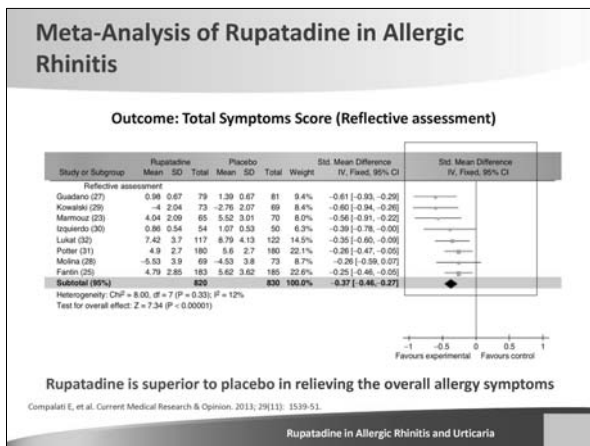 Meta-Analysis of Rupatadine in Allergic
Rhinitis
Outcome: Total Symptoms Score (Reflective assessment)
Rupatadine Placebo Std. Mean Difference Std. Mean Difference
Study or Subgroup Mean SD Total Mean SD Total Weight IV, Fixed, 95% CI IV, Fixed, 95% CI
Reflective assessment
Guadano (27) 0.98 0.67 79 1.39 0.67 81 9.4% −0.61 [−0.93, −0.29]
Kowalski (29) −4 2.04 73 −2.76 2.07 69 8.3% −0.60 [−0.94, −0.26]
Marmouz (23) 4.04 2.09 65 5.52 3.01 70 8.0% −0.56 [−0.91, −0.22]
Izquierdo (30) 0.86 0.54 54 1.07 0.53 50 6.3% −0.39 [−0.78, −0.00]
Lukat (32) 7.42 3.7 117 8.79 4.13 122 14.5% −0.35 [−0.60, −0.09]
Potter (31) 4.9 2.7 180 5.6 2.7 180 22.1% −0.26 [−0.47, −0.05]
Molina (28) −5.53 3.9 69 −4.53 3.8 73 8.7% −0.26 [−0.59, 0.07]
Fantin (25) 4.79 2.85 183 5.62 3.62 185 22.5% −0.25 [−0.46, −0.05]
Subtotal (95%) 820 830 100.0% −0.37 [−0.46, −0.27]
Heterogeneity: Chi² = 8.00, df = 7 (P = 0.33); I² = 12%
Test for overall effect: Z = 7.34 (P < 0.00001)
−1 −0.5 0 0.5 1
Favours experimental Favours control
Rupatadine is superior to placebo in relieving the overall allergy symptoms
Compalati E, et al. Current Medical Research & Opinion. 2013; 29(11): 1539-51.
Rupatadine in Allergic Rhinitis and Urticaria